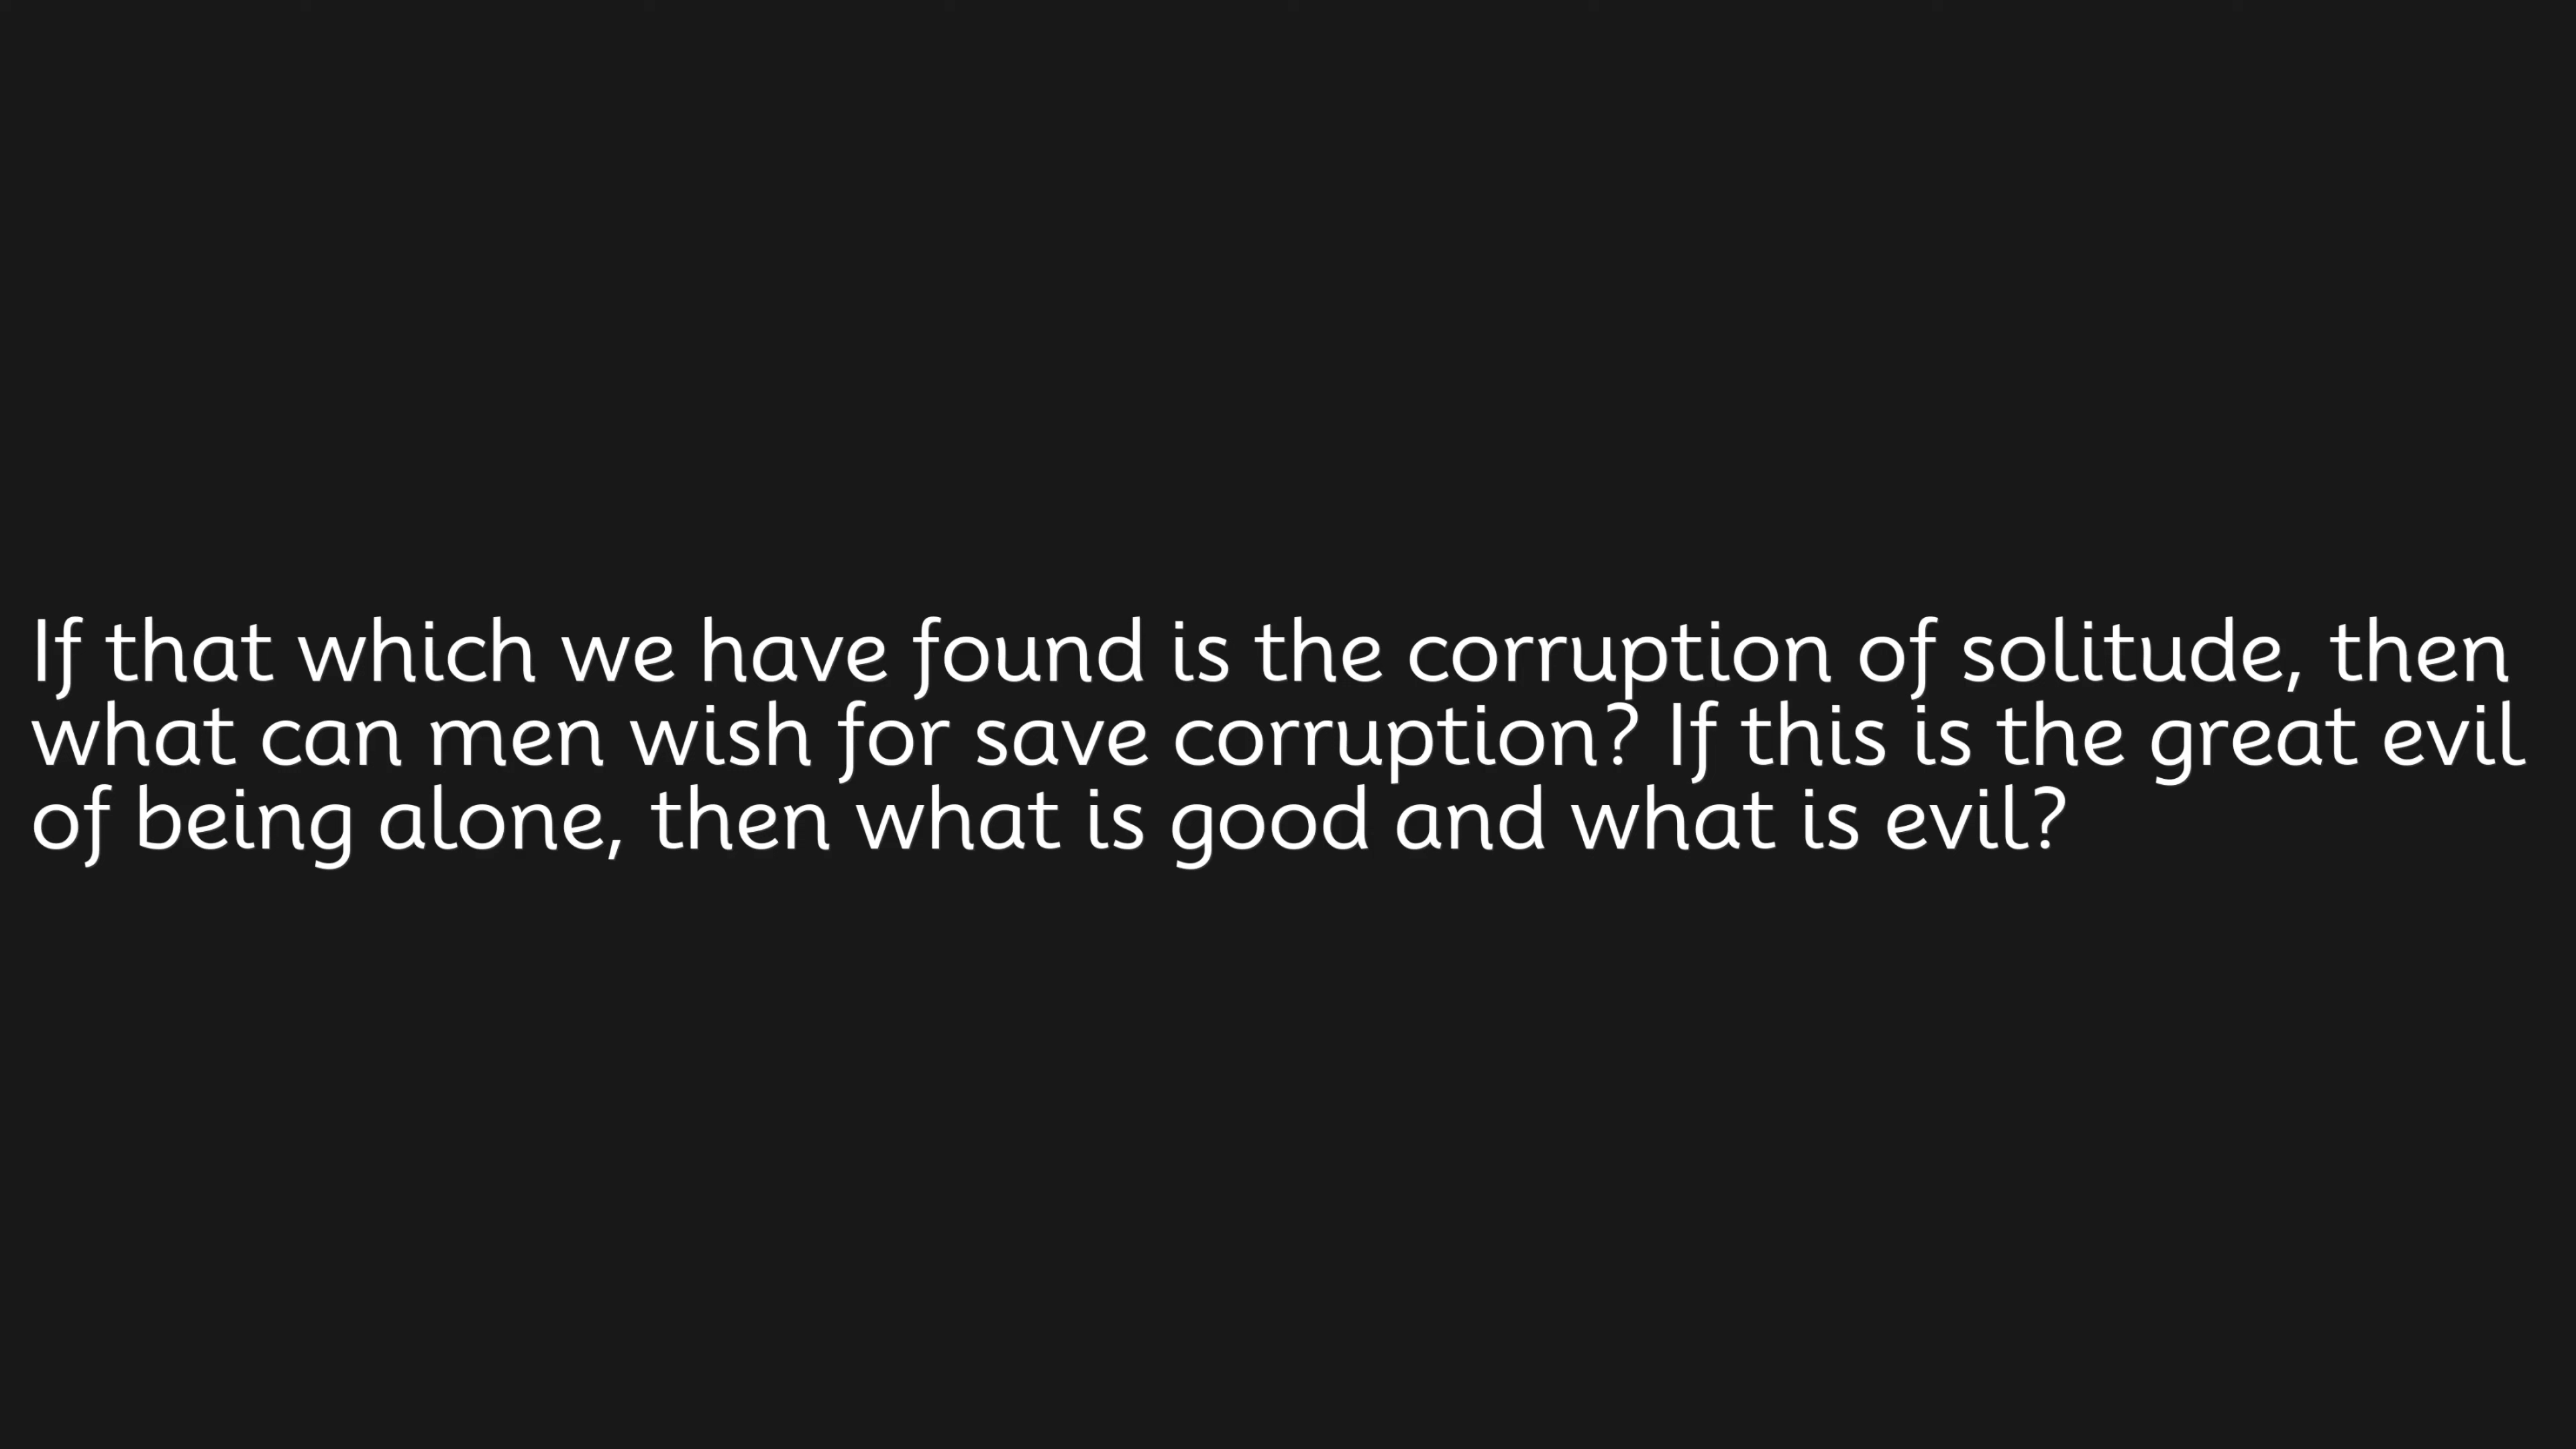 If that which we have found is the corruption of solitude, then
what can men wish for save corruption? If this is the great evil
of being alone, then what is good and what is evil?